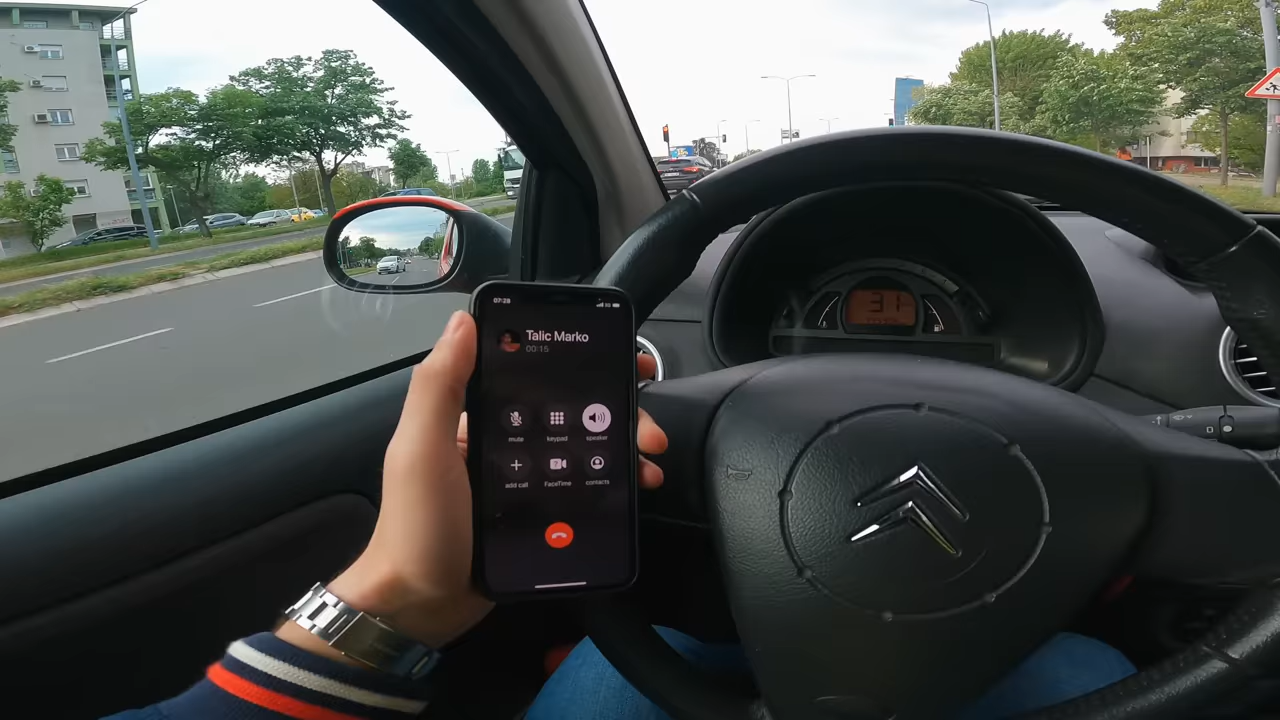 07:28
Talic Marko
00:15
mute
keypad
speaker
add call
FaceTime
contacts
31